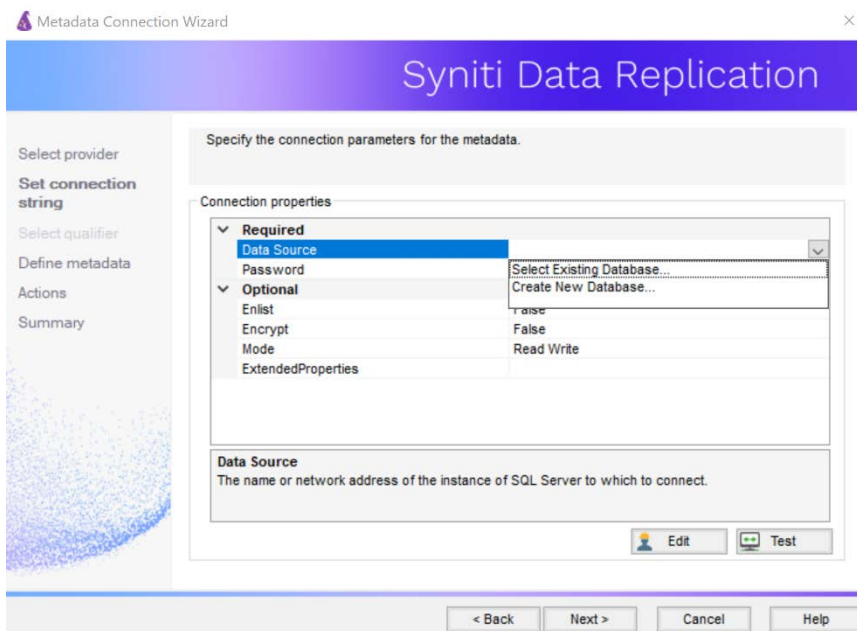 Metadata Connection Wizard
Syniti Data Replication
Select provider
Set connection
string
Select qualifier
Define metadata
Actions
Summary
Specify the connection parameters for the metadata.
Connection properties
Required
Data Source
Password
Select Existing Database...
Create New Database...
Optional
Enlist False
Encrypt False
Mode Read Write
ExtendedProperties
Data Source
The name or network address of the instance of SQL Server to which to connect.
Edit Test
< Back Next > Cancel Help